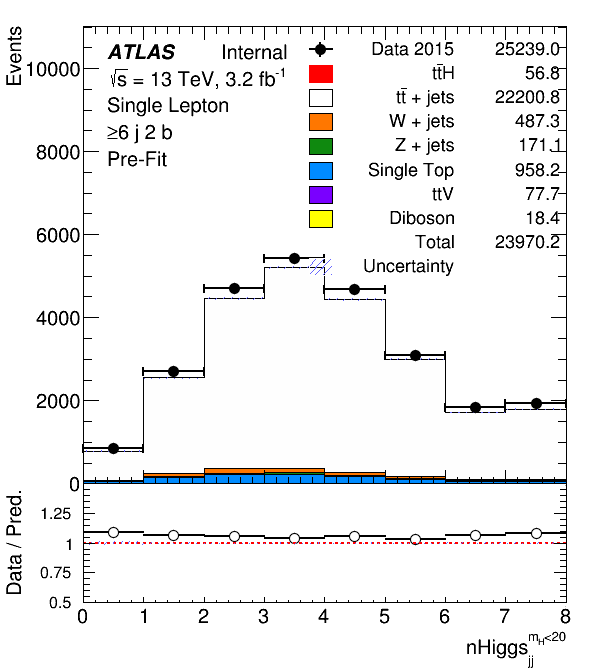 Events
10000
8000
6000
4000
2000
0
ATLAS Internal
√s = 13 TeV, 3.2 fb⁻¹
Single Lepton
≥6 j 2 b
Pre-Fit
Data 2015 25239.0
tt̄H 56.8
tt̄ + jets 22200.8
W + jets 487.3
Z + jets 171.1
Single Top 958.2
ttV 77.7
Diboson 18.4
Total 23970.2
Uncertainty
Data / Pred.
1.25
1
0.75
0.5
0 1 2 3 4 5 6 7 8
nHiggs_jj^{m_H<20}